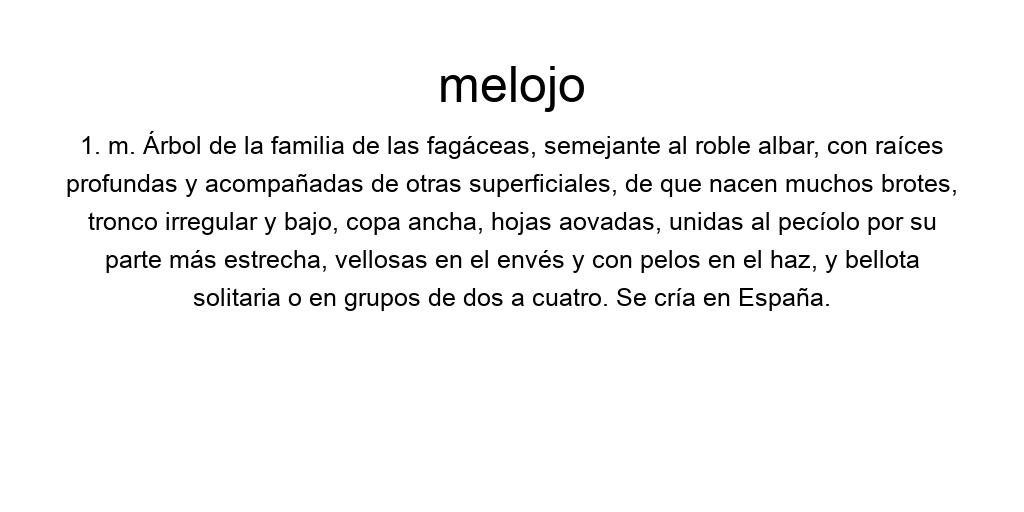 melojo
1. m. Árbol de la familia de las fagáceas, semejante al roble albar, con raíces
profundas y acompañadas de otras superficiales, de que nacen muchos brotes,
tronco irregular y bajo, copa ancha, hojas aovadas, unidas al pecíolo por su
parte más estrecha, vellosas en el envés y con pelos en el haz, y bellota
solitaria o en grupos de dos a cuatro. Se cría en España.